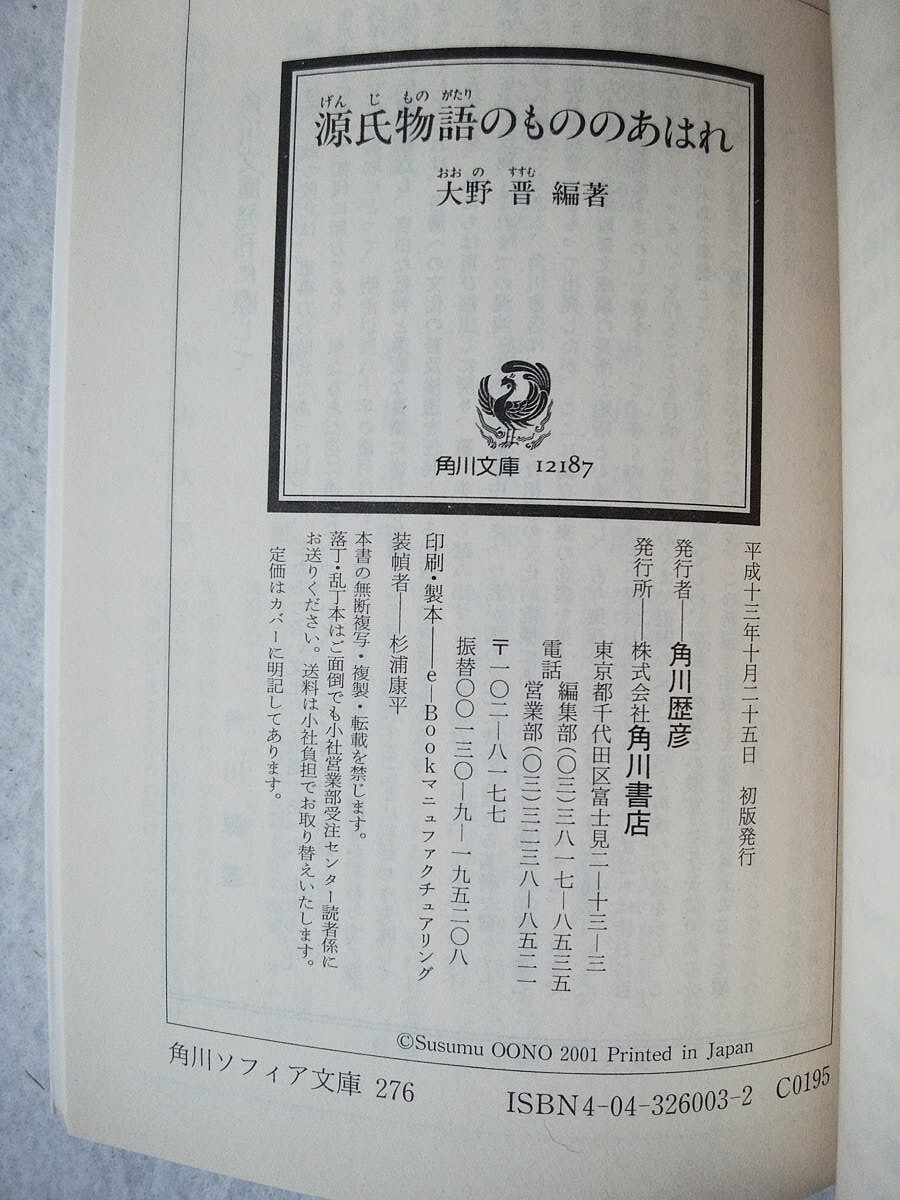 源氏物語のもののあはれ
げんじものがたり
大野 晋 編著
おおの すすむ
角川文庫 12187
平成十三年十月二十五日 初版発行
発行者――角川歴彦
発行所――株式会社角川書店
東京都千代田区富士見二―十三―三
電話 編集部(〇三)三八一七―八五三五
営業部(〇三)三二三八―八五二一
〒一〇二―八一七七
振替〇〇一三〇―九―一九五二〇八
印刷・製本――e-Bookマニュファクチュアリング
装幀者――杉浦康平
本書の無断複写・複製・転載を禁じます。
落丁・乱丁本はご面倒でも小社営業部受注センター読者係に
お送りください。送料は小社負担でお取り替えいたします。
定価はカバーに明記してあります。
©Susumu OONO 2001 Printed in Japan
角川ソフィア文庫 276
ISBN4-04-326003-2 C0195